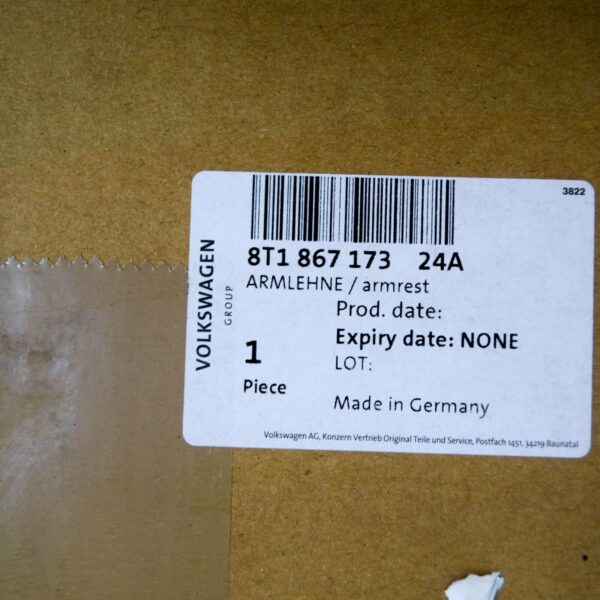 3822
8T1 867 173 24A
ARMLEHNE / armrest
Prod. date:
Expiry date: NONE
LOT:
1
Piece
Made in Germany
VOLKSWAGEN
GROUP
Volkswagen AG, Konzern Vertrieb Original Teile und Service, Postfach 1451, 34219 Baunatal